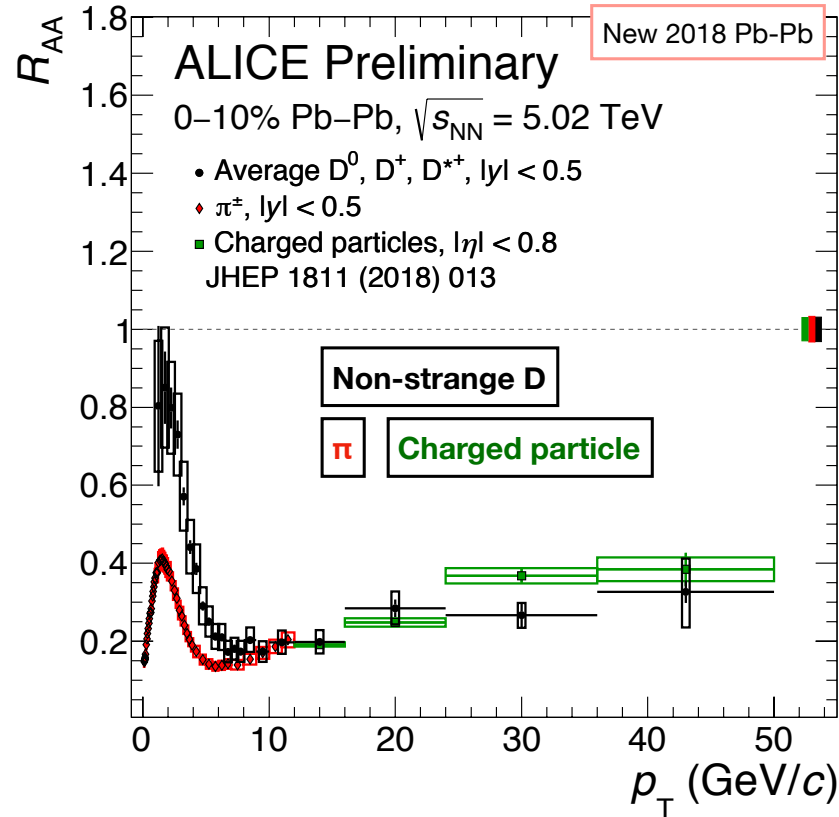 New 2018 Pb-Pb
R_AA
1.8
1.6
1.4
1.2
1
0.8
0.6
0.4
0.2
ALICE Preliminary
0–10% Pb–Pb, √s_NN = 5.02 TeV
Average D⁰, D⁺, D*⁺, |y| < 0.5
π±, |y| < 0.5
Charged particles, |η| < 0.8
JHEP 1811 (2018) 013
Non-strange D
π Charged particle
0 10 20 30 40 50
p_T (GeV/c)